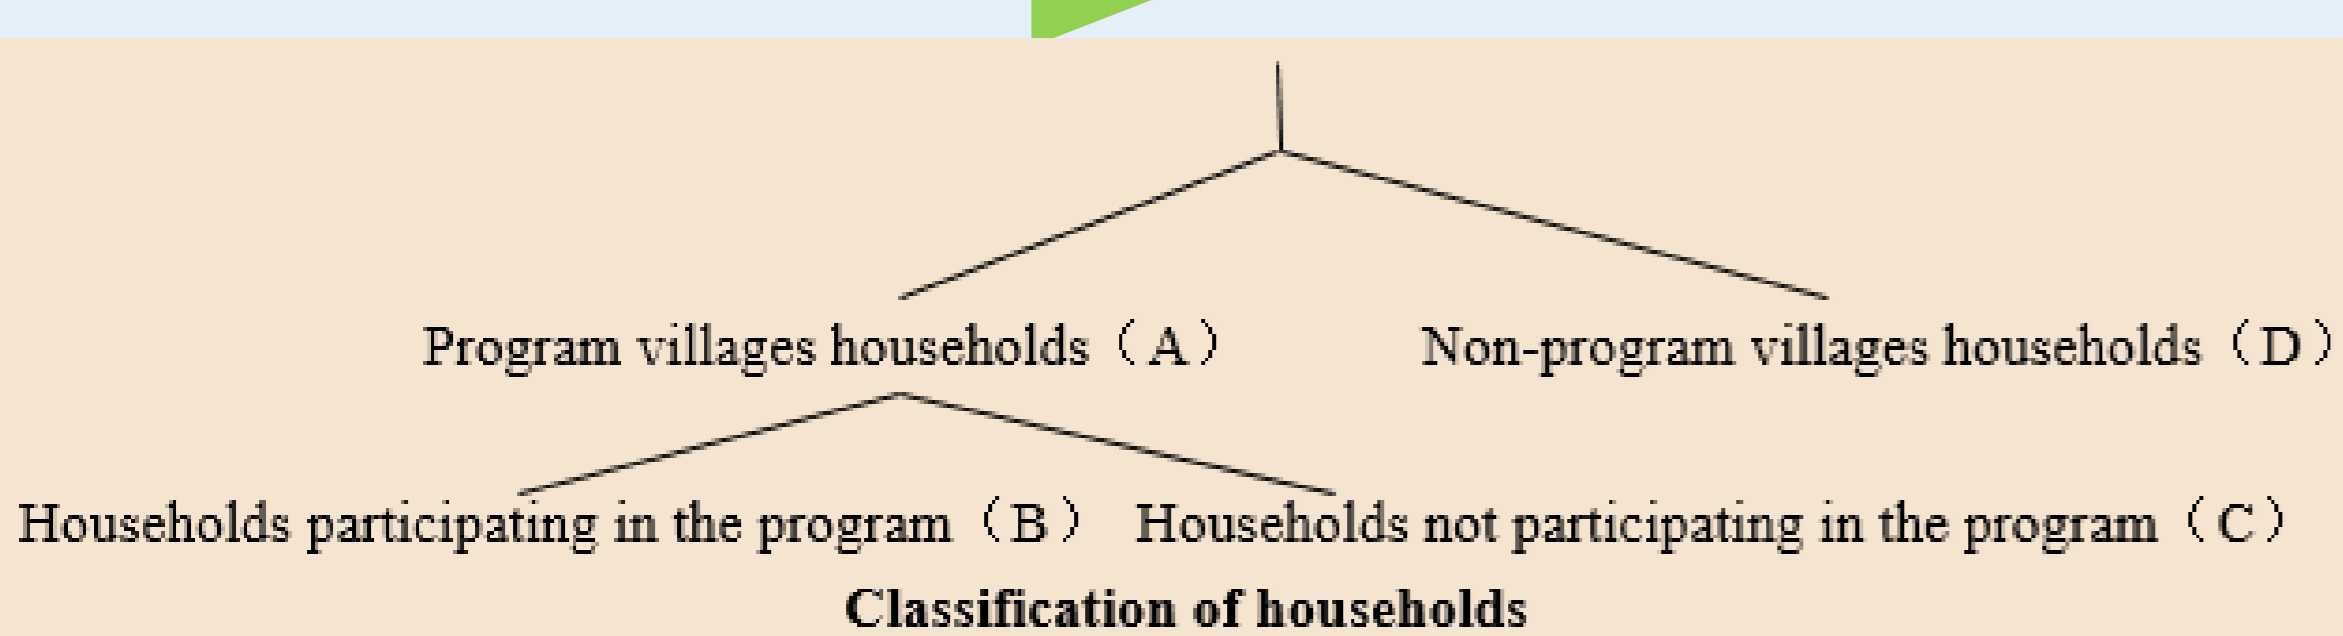 Program villages households（A） Non-program villages households（D）
Households participating in the program（B） Households not participating in the program（C）
Classification of households